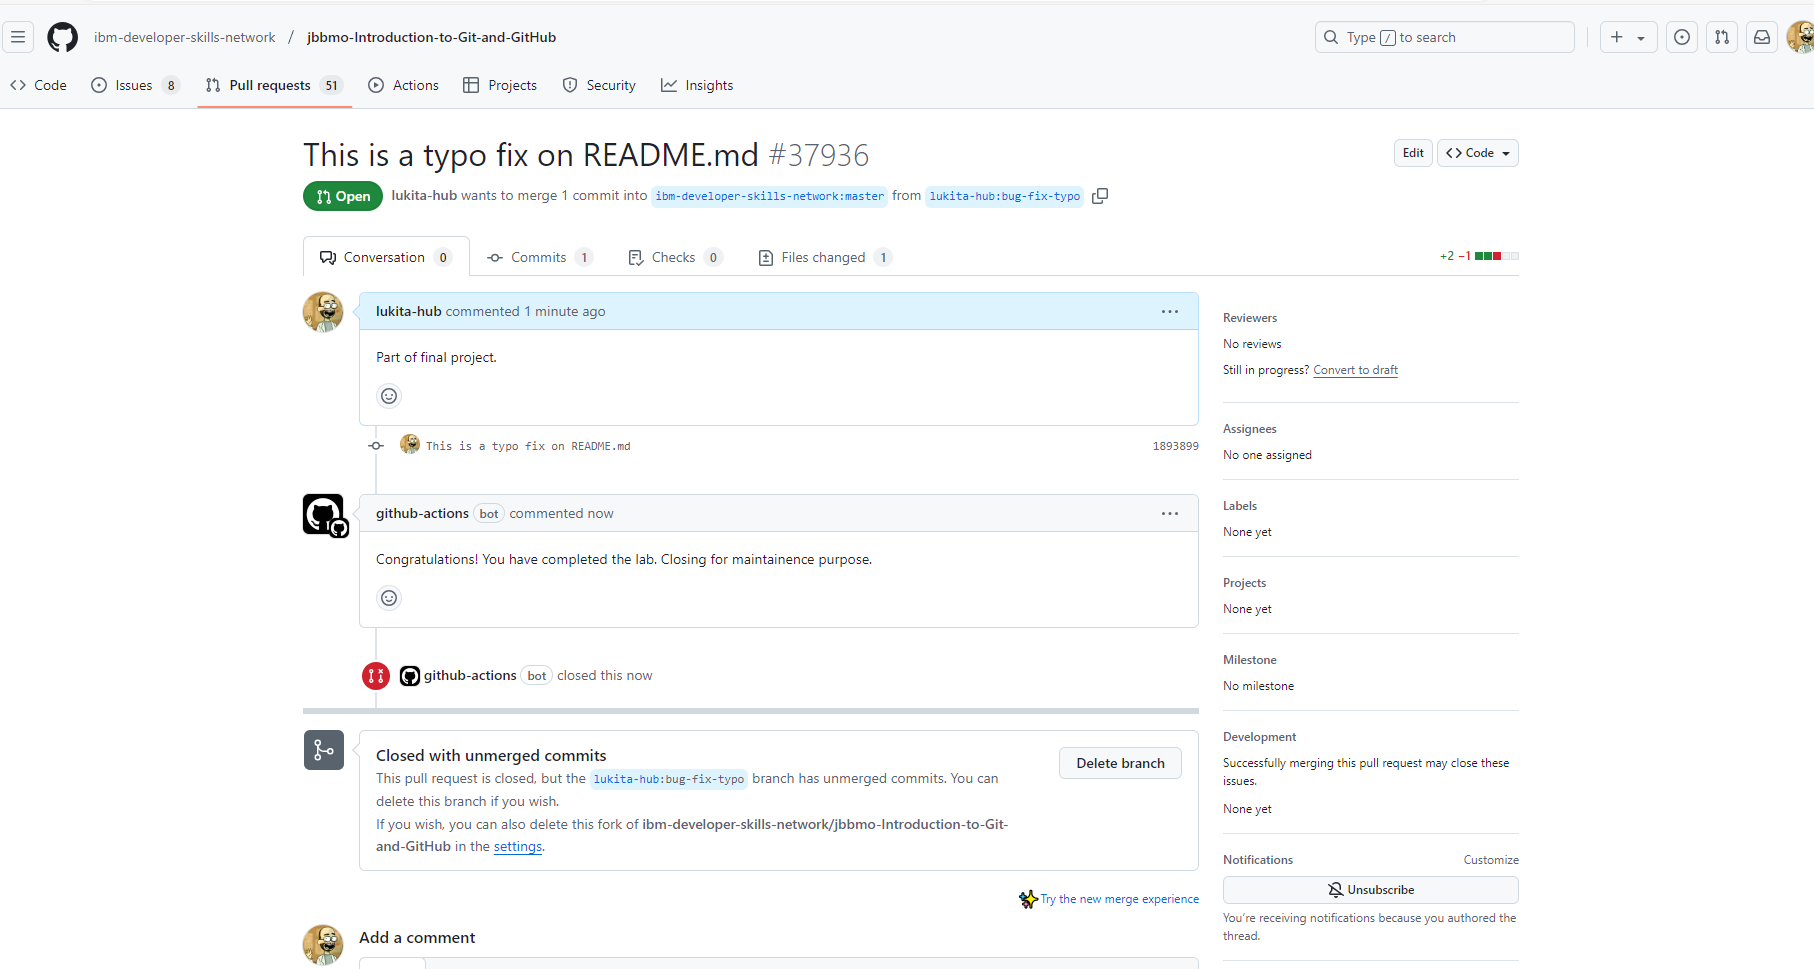 ibm-developer-skills-network / jbbmo-Introduction-to-Git-and-GitHub
Type / to search
Code
Issues 8
Pull requests 51
Actions
Projects
Security
Insights
This is a typo fix on README.md #37936
Edit
Code
Open
lukita-hub wants to merge 1 commit into ibm-developer-skills-network:master from lukita-hub:bug-fix-typo
Conversation 0
Commits 1
Checks 0
Files changed 1
+2 −1
lukita-hub commented 1 minute ago
Part of final project.
This is a typo fix on README.md 1893899
github-actions bot commented now
Congratulations! You have completed the lab. Closing for maintainence purpose.
github-actions bot closed this now
Closed with unmerged commits
This pull request is closed, but the lukita-hub:bug-fix-typo branch has unmerged commits. You can
delete this branch if you wish.
If you wish, you can also delete this fork of ibm-developer-skills-network/jbbmo-Introduction-to-Git-
and-GitHub in the settings.
Delete branch
Try the new merge experience
Add a comment
Reviewers
No reviews
Still in progress? Convert to draft
Assignees
No one assigned
Labels
None yet
Projects
None yet
Milestone
No milestone
Development
Successfully merging this pull request may close these
issues.
None yet
Notifications
Customize
Unsubscribe
You're receiving notifications because you authored the
thread.